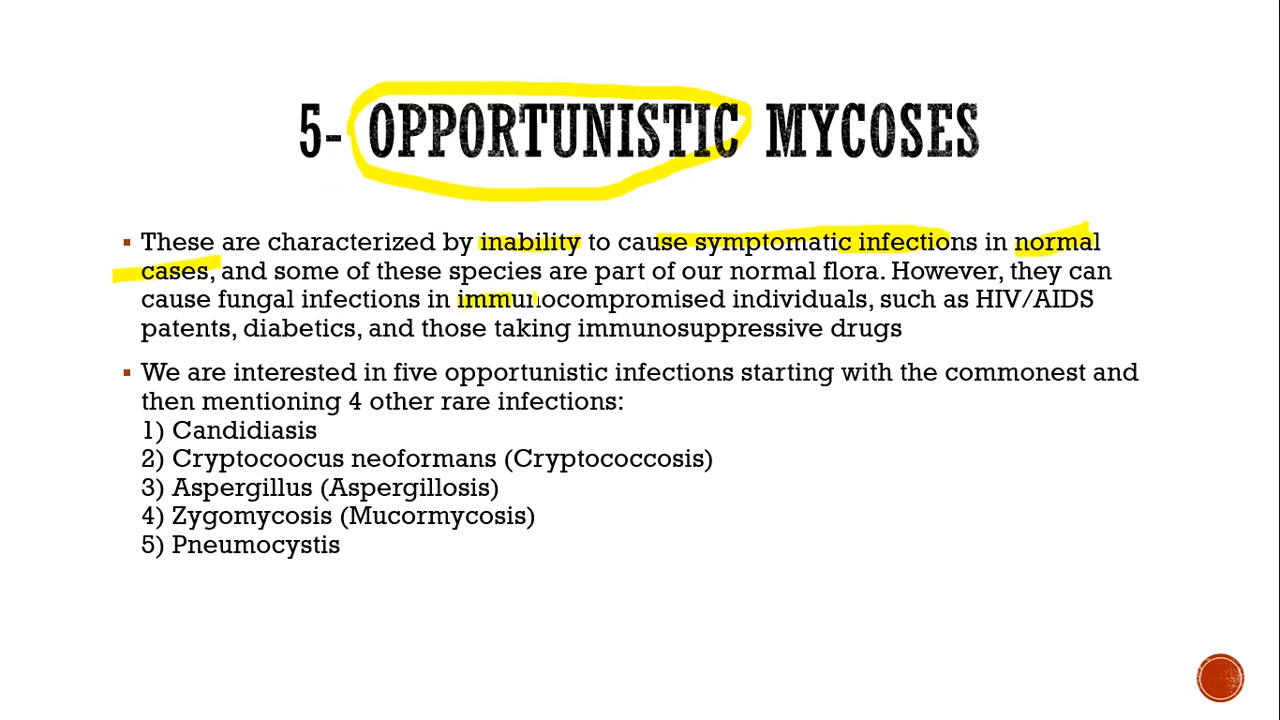 5- OPPORTUNISTIC MYCOSES
These are characterized by inability to cause symptomatic infections in normal
cases, and some of these species are part of our normal flora. However, they can
cause fungal infections in immunocompromised individuals, such as HIV/AIDS
patents, diabetics, and those taking immunosuppressive drugs
We are interested in five opportunistic infections starting with the commonest and
then mentioning 4 other rare infections:
1) Candidiasis
2) Cryptocoocus neoformans (Cryptococcosis)
3) Aspergillus (Aspergillosis)
4) Zygomycosis (Mucormycosis)
5) Pneumocystis